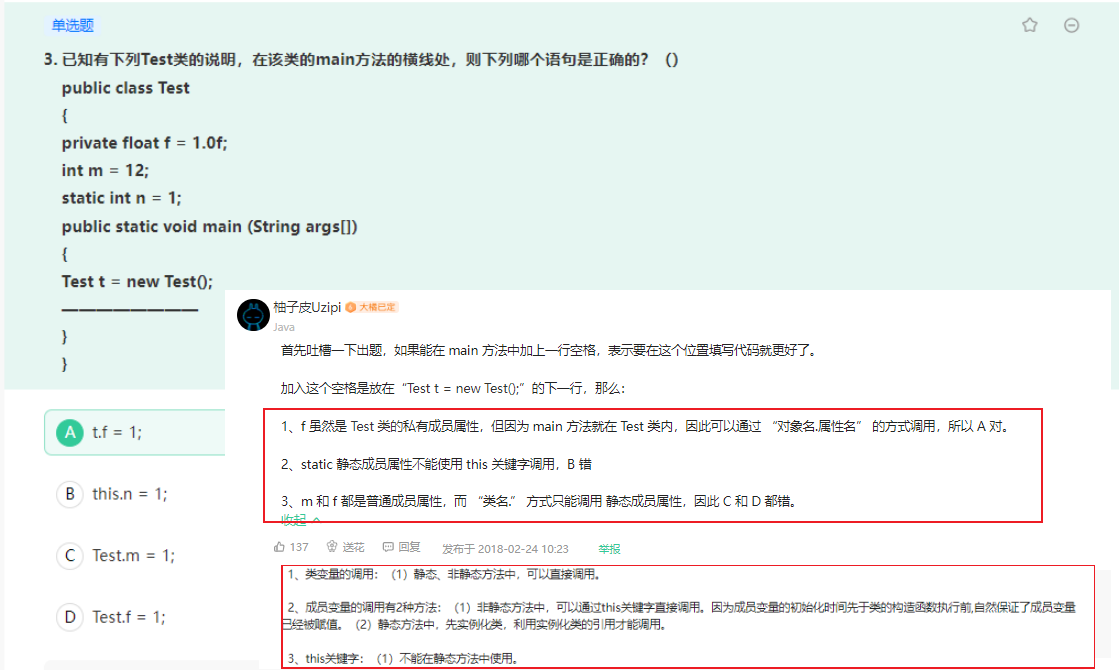 单选题
3. 已知有下列Test类的说明，在该类的main方法的横线处，则下列哪个语句是正确的？ （）
public class Test
{
private float f = 1.0f;
int m = 12;
static int n = 1;
public static void main (String args[])
{
Test t = new Test();
————————
}
}
A t.f = 1;
B this.n = 1;
C Test.m = 1;
D Test.f = 1;
柚子皮Uzipi 大橘已定
Java
首先吐槽一下出题，如果能在 main 方法中加上一行空格，表示要在这个位置填写代码就更好了。
加入这个空格是放在“Test t = new Test();”的下一行，那么：
1、f 虽然是 Test 类的私有成员属性，但因为 main 方法就在 Test 类内，因此可以通过 “对象名.属性名” 的方式调用，所以 A 对。
2、static 静态成员属性不能使用 this 关键字调用，B 错
3、m 和 f 都是普通成员属性，而 “类名.” 方式只能调用 静态成员属性，因此 C 和 D 都错。
收起
137 送花 回复 发布于 2018-02-24 10:23 举报
1、类变量的调用：（1）静态、非静态方法中，可以直接调用。
2、成员变量的调用有2种方法：（1）非静态方法中，可以通过this关键字直接调用。因为成员变量的初始化时间先于类的构造函数执行前,自然保证了成员变量
已经被赋值。（2）静态方法中，先实例化类，利用实例化类的引用才能调用。
3、this关键字：（1）不能在静态方法中使用。